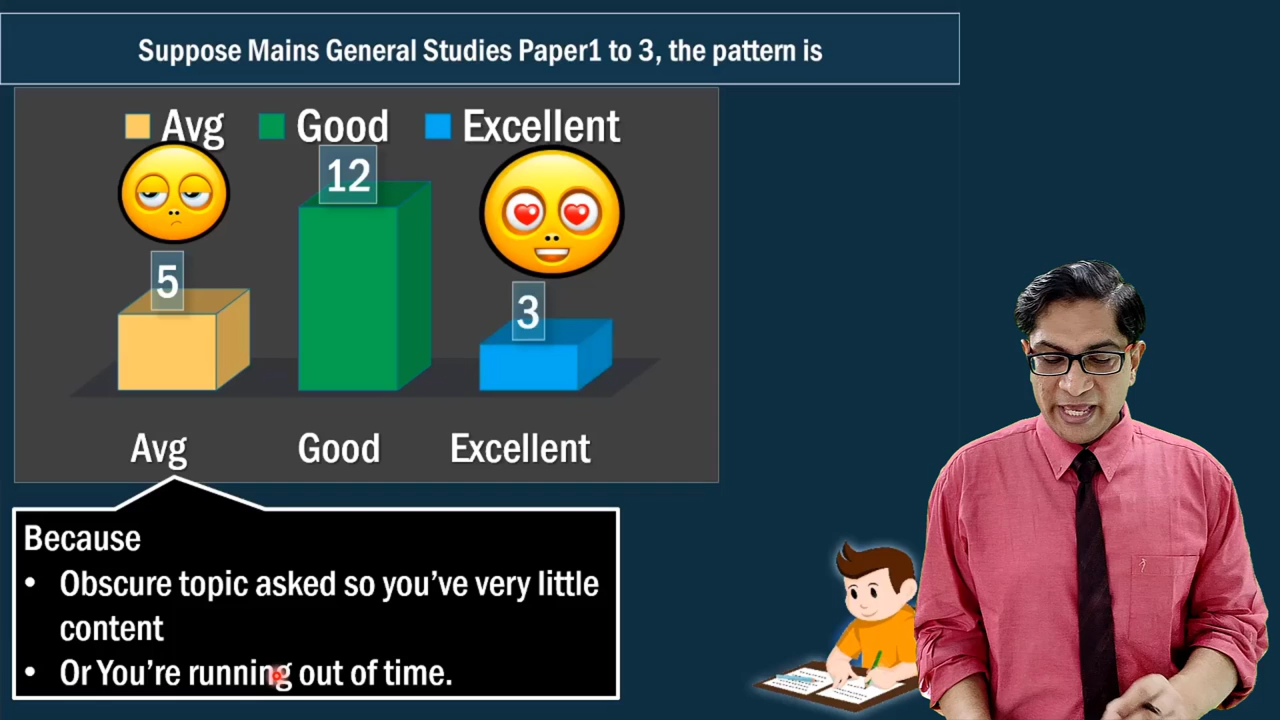 Suppose Mains General Studies Paper1 to 3, the pattern is
Avg Good Excellent
12
5
3
Avg Good Excellent
Because
• Obscure topic asked so you've very little
content
• Or You're running out of time.